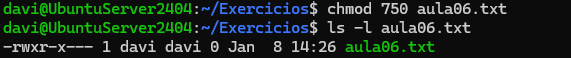 davi@UbuntuServer2404:~/Exercicios$ chmod 750 aula06.txt
davi@UbuntuServer2404:~/Exercicios$ ls -l aula06.txt
-rwxr-x--- 1 davi davi 0 Jan  8 14:26 aula06.txt